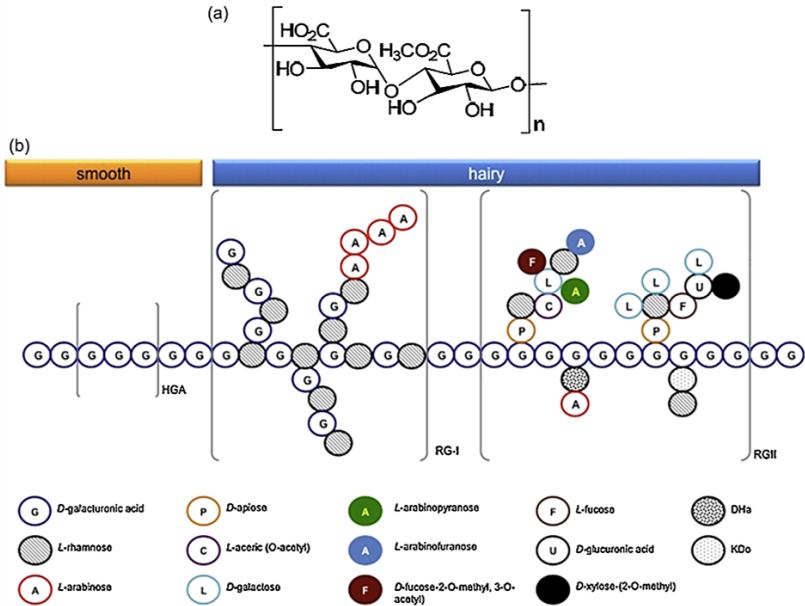 (a)
HO₂C
O
H₃CO₂C
HO
OH
O
O
O
HO
OH
n
(b)
smooth
hairy
A
A
A
A
G
G
G
G
G
G
F
A
L
A
C
P
L
L
L
U
F
P
G G G G G G G G G G G G G G G G G G G G G G G G G
A
HGA
RG-I
RGII
G D-galacturonic acid
P D-apiose
A L-arabinopyranose
F L-fucose
DHa
L-rhamnose
C L-aceric (O-acetyl)
A L-arabinofuranose
U D-glucuronic acid
KDo
A L-arabinose
L D-galactose
F D-fucose-2-O-methyl, 3-O-
acetyl)
D-xylose-(2-O-methyl)